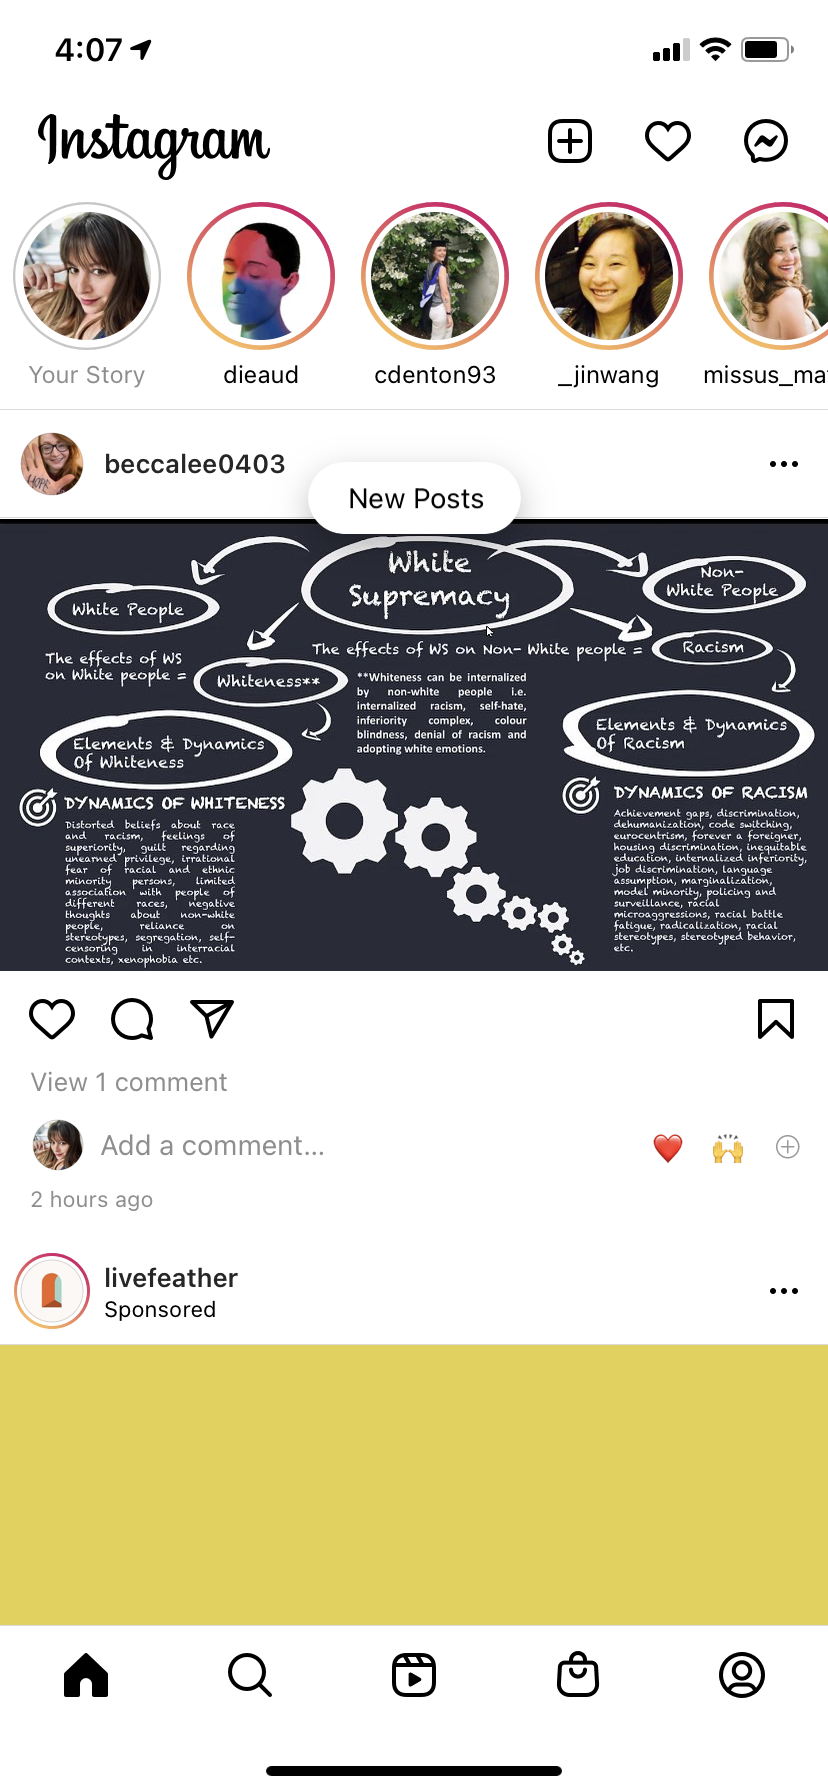 4:07
Instagram
Your Story
dieaud
cdenton93
_jinwang
missus_ma
beccalee0403
New Posts
White
Supremacy
White People
Non-
White People
The effects of WS
on White people =
Whiteness**
The effects of WS on Non- White people =
Racism
**Whiteness can be internalized
by non-white people i.e.
internalized racism, self-hate,
inferiority complex, colour
blindness, denial of racism and
adopting white emotions.
Elements & Dynamics
Of Whiteness
Elements & Dynamics
Of Racism
DYNAMICS OF WHITENESS
Distorted beliefs about race
and racism, feelings of
superiority, guilt regarding
unearned privilege, irrational
fear of racial and ethnic
minority persons, limited
association with people of
different races, negative
thoughts about non-white
people, reliance on
stereotypes, segregation, self-
censoring in interracial
contexts, xenophobia etc.
DYNAMICS OF RACISM
Achievement gaps, discrimination,
dehumanization, code switching,
eurocentrism, forever a foreigner,
housing discrimination, inequitable
education, internalized inferiority,
job discrimination, language
assumption, marginalization,
model minority, policing and
surveillance, racial
microaggressions, racial battle
fatigue, radicalization, racial
stereotypes, stereotyped behavior,
etc.
View 1 comment
Add a comment...
2 hours ago
livefeather
Sponsored